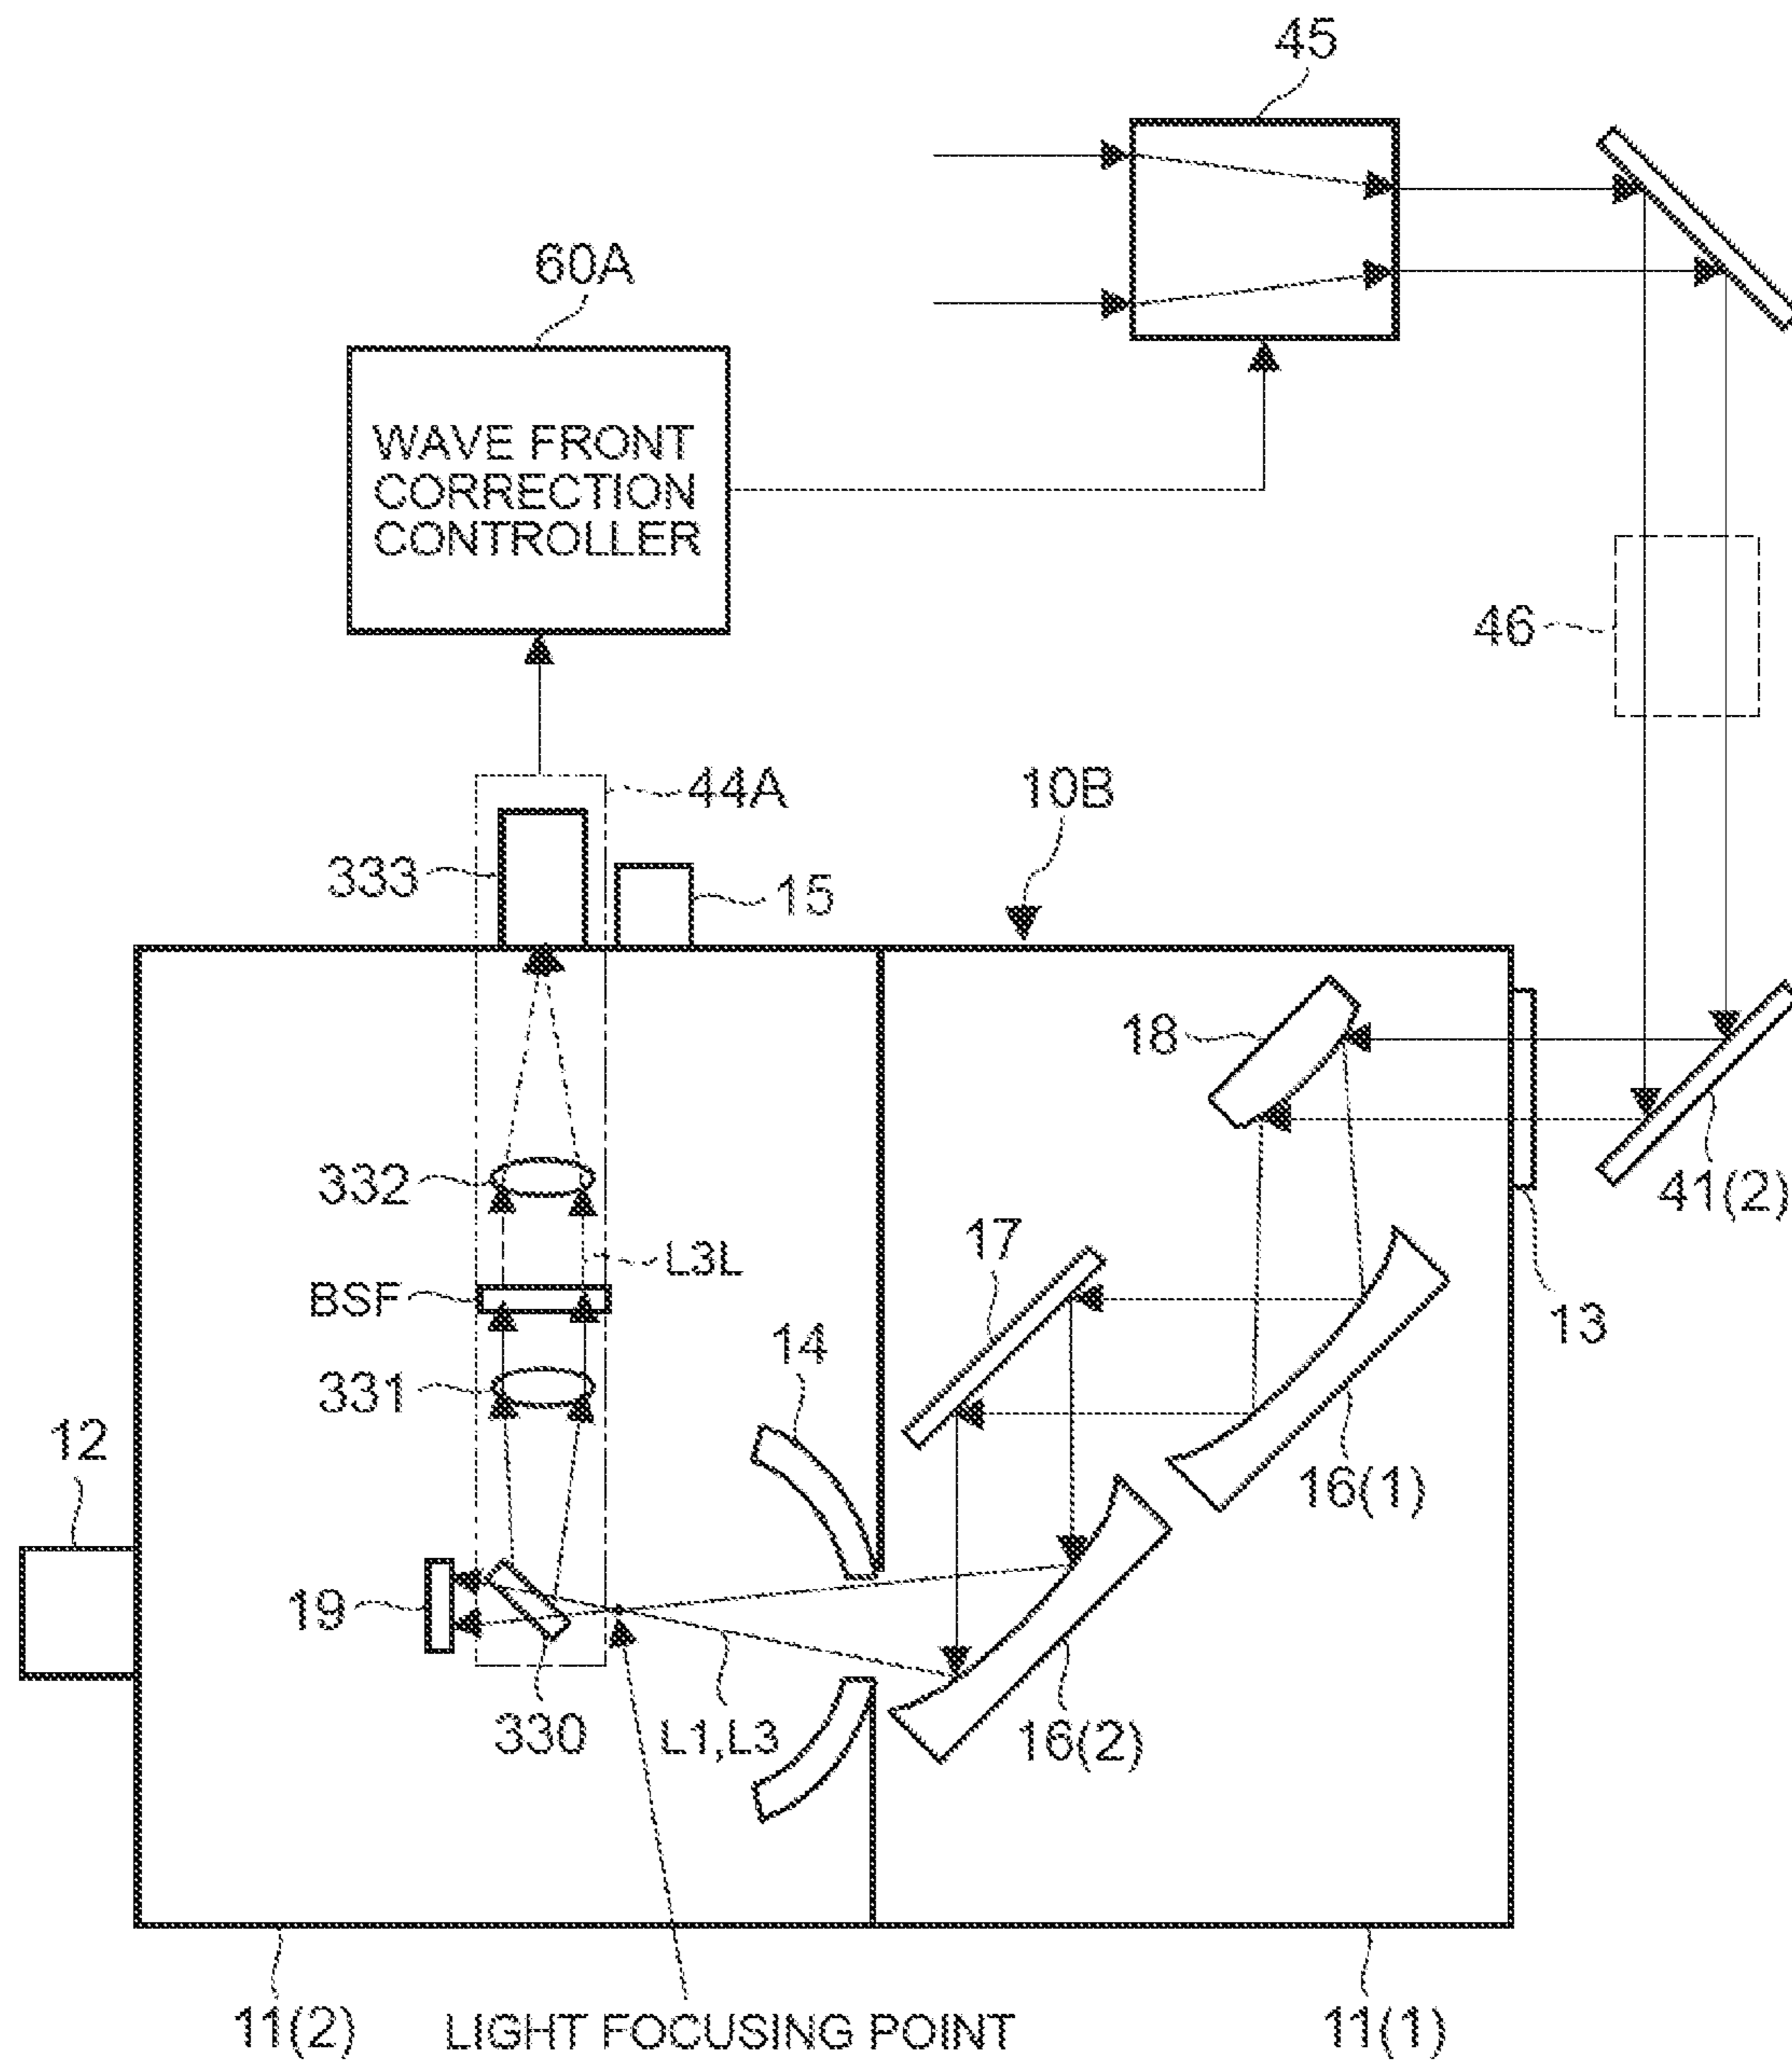 45
60A
WAVE FRONT
CORRECTION
CONTROLLER
46
44A
10B
333
15
18
332
41(2)
L3L
17
BSF
13
14
331
12
16(1)
19
330
L1,L3
16(2)
11(2)
LIGHT FOCUSING POINT
11(1)